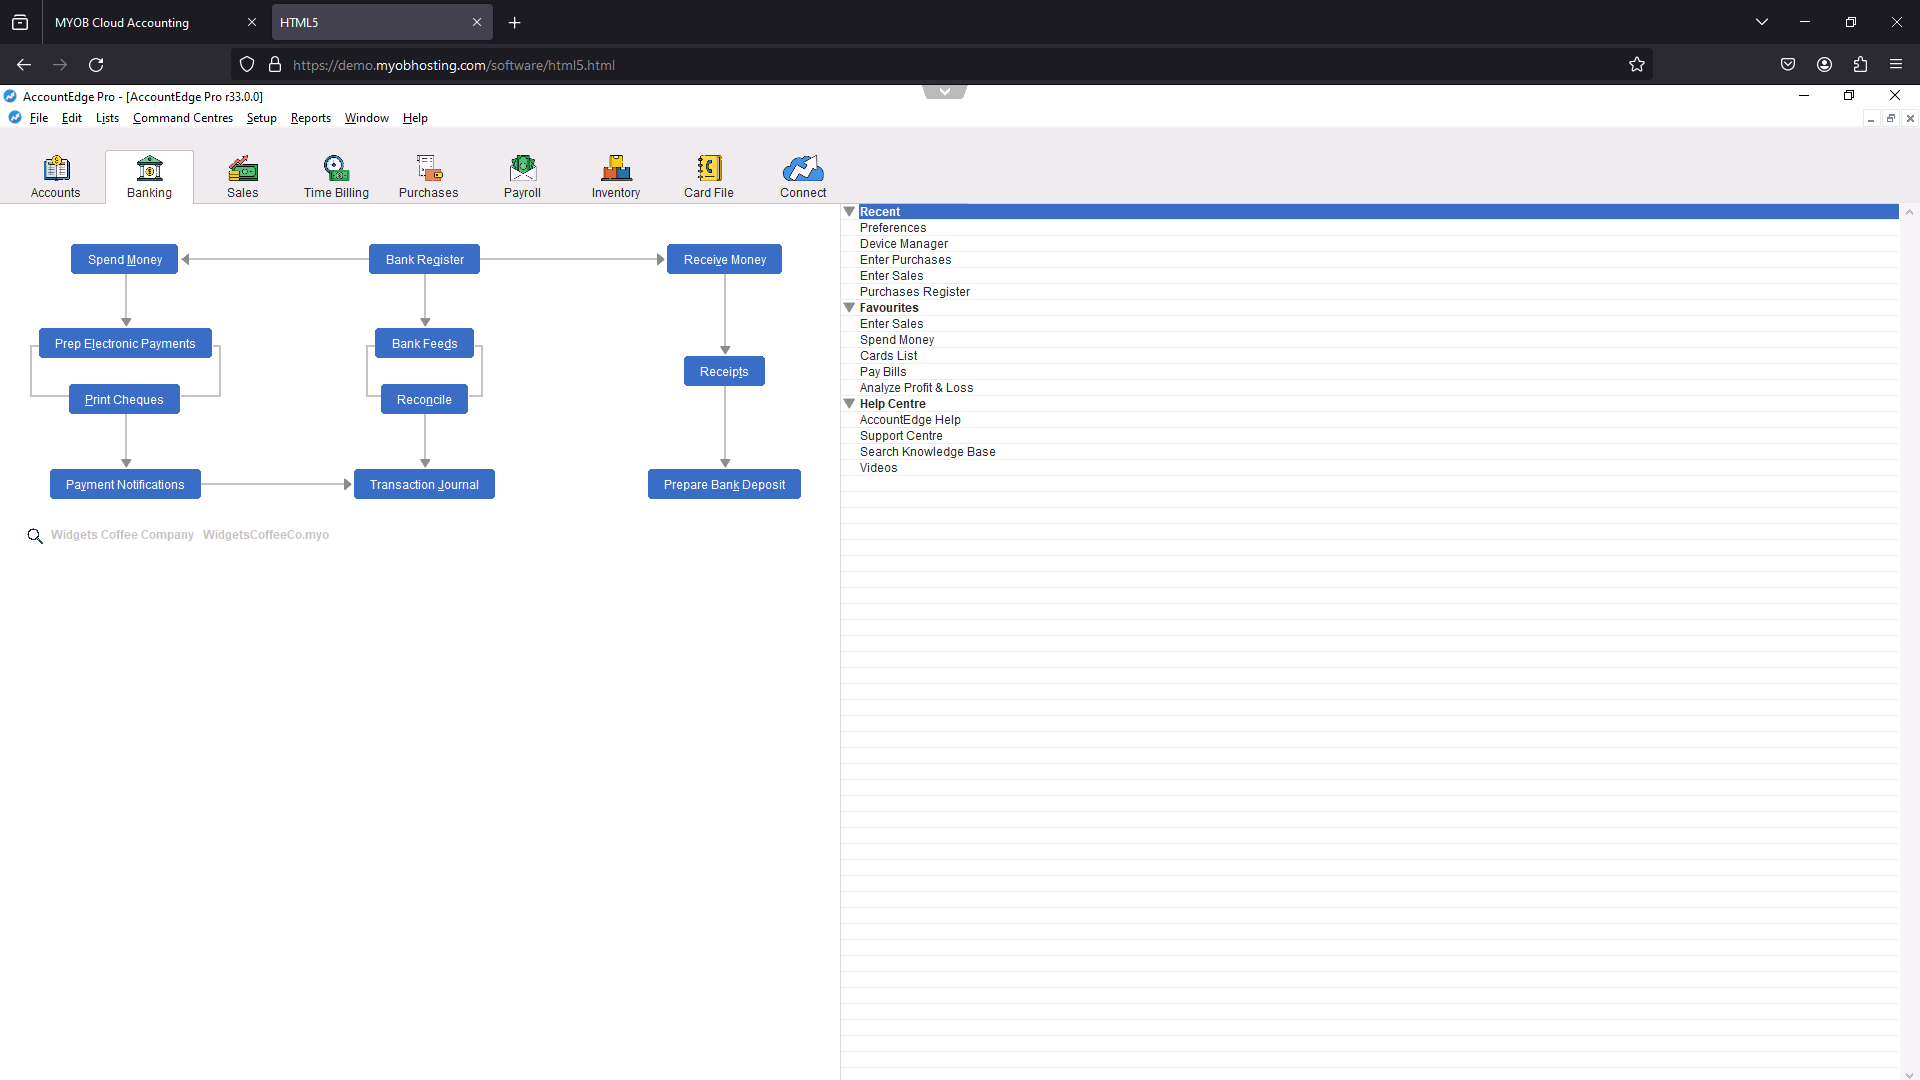 MYOB Cloud Accounting
HTML5
https://demo.myobhosting.com/software/html5.html
AccountEdge Pro - [AccountEdge Pro r33.0.0]
File Edit Lists Command Centres Setup Reports Window Help
Accounts Banking Sales Time Billing Purchases Payroll Inventory Card File Connect
Spend Money Bank Register Receive Money
Prep Electronic Payments Bank Feeds
Receipts
Print Cheques Reconcile
Payment Notifications Transaction Journal Prepare Bank Deposit
Widgets Coffee Company WidgetsCoffeeCo.myo
Recent
Preferences
Device Manager
Enter Purchases
Enter Sales
Purchases Register
Favourites
Enter Sales
Spend Money
Cards List
Pay Bills
Analyze Profit & Loss
Help Centre
AccountEdge Help
Support Centre
Search Knowledge Base
Videos